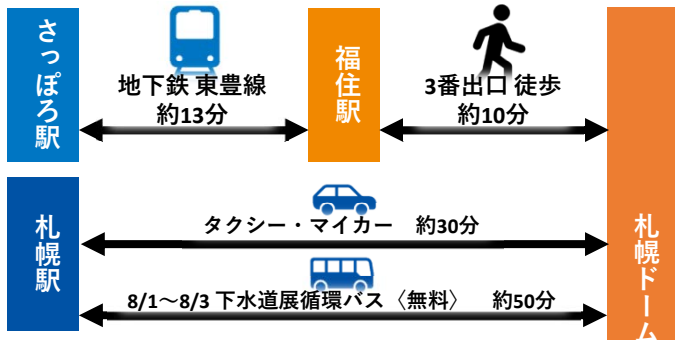 さっぽろ駅
地下鉄 東豊線
約13分
福住駅
3番出口 徒歩
約10分
札幌駅
タクシー・マイカー　約30分
8/1～8/3 下水道展循環バス〈無料〉　約50分
札幌ドーム